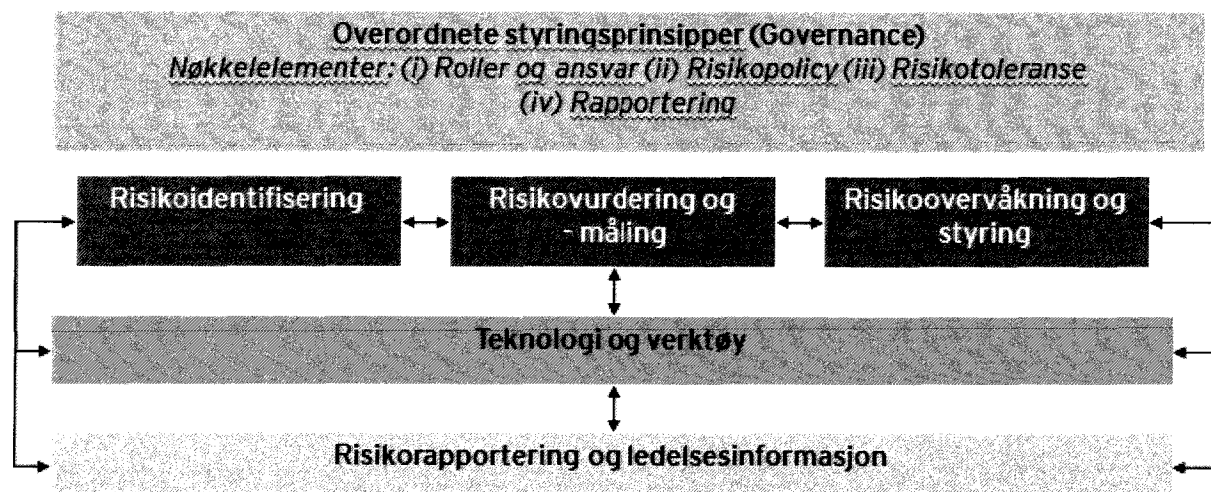 Overordnete styringsprinsipper (Governance)
Nøkkelelementer: (i) Roller og ansvar (ii) Risikopolicy (iii) Risikotoleranse
(iv) Rapportering
Risikoidentifisering
Risikovurdering og
- måling
Risikoovervåkning og
styring
Teknologi og verktøy
Risikorapportering og ledelsesinformasjon